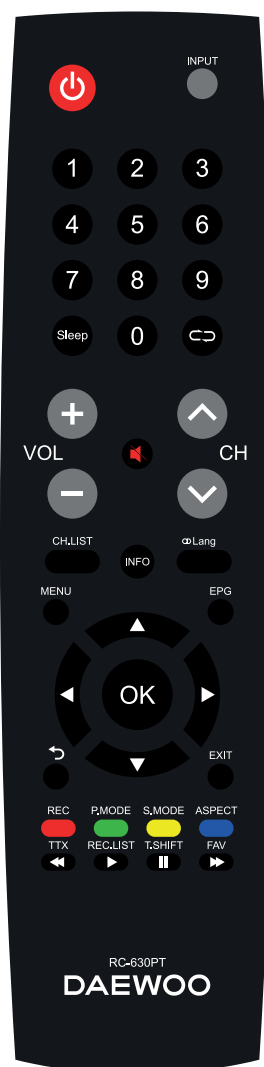 INPUT
1 2 3
4 5 6
7 8 9
Sleep 0
VOL CH
CH.LIST INFO Lang
MENU EPG
OK
EXIT
REC P.MODE S.MODE ASPECT
TTX REC.LIST T.SHIFT FAV
RC-630PT
DAEWOO